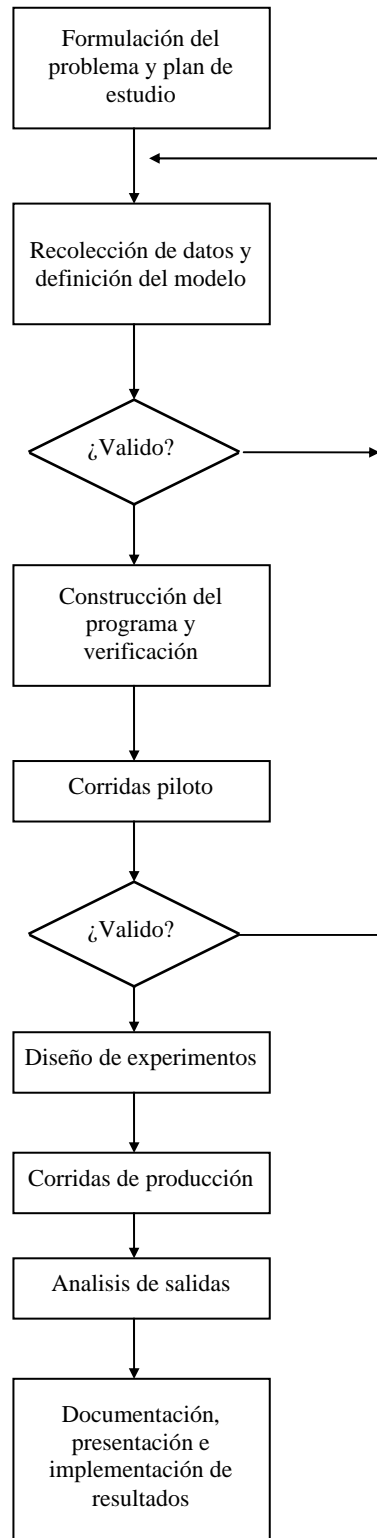 Formulación del
problema y plan de
estudio
Recolección de datos y
definición del modelo
¿Valido?
Construcción del
programa y
verificación
Corridas piloto
¿Valido?
Diseño de experimentos
Corridas de producción
Analisis de salidas
Documentación,
presentación e
implementación de
resultados